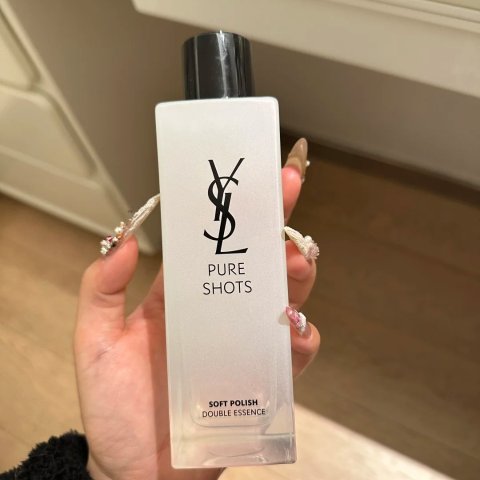 YSL
PURE
SHOTS
SOFT POLISH
DOUBLE ESSENCE